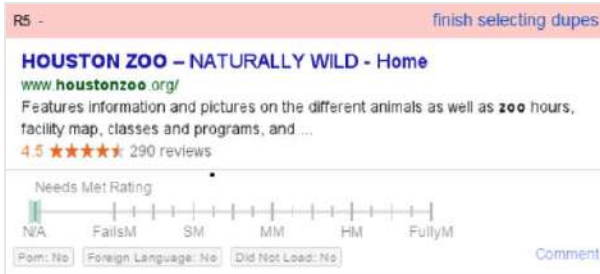 R5 - finish selecting dupes
HOUSTON ZOO – NATURALLY WILD - Home
www.houstonzoo.org/
Features information and pictures on the different animals as well as zoo hours,
facility map, classes and programs, and ...
4.5 ★★★★★ 290 reviews
Needs Met Rating
N/A FailsM SM MM HM FullyM
Porn: No Foreign Language: No Did Not Load: No Comment